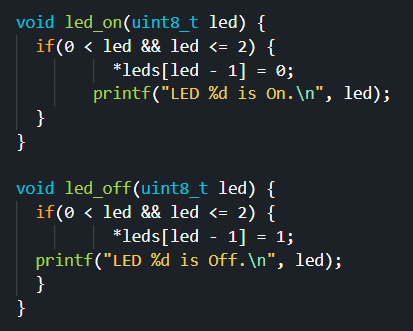 void led_on(uint8_t led) {
  if(0 < led && led <= 2) {
        *leds[led - 1] = 0;
      printf("LED %d is On.\n", led);
  }
}

void led_off(uint8_t led) {
  if(0 < led && led <= 2) {
        *leds[led - 1] = 1;
  printf("LED %d is Off.\n", led);
  }
}